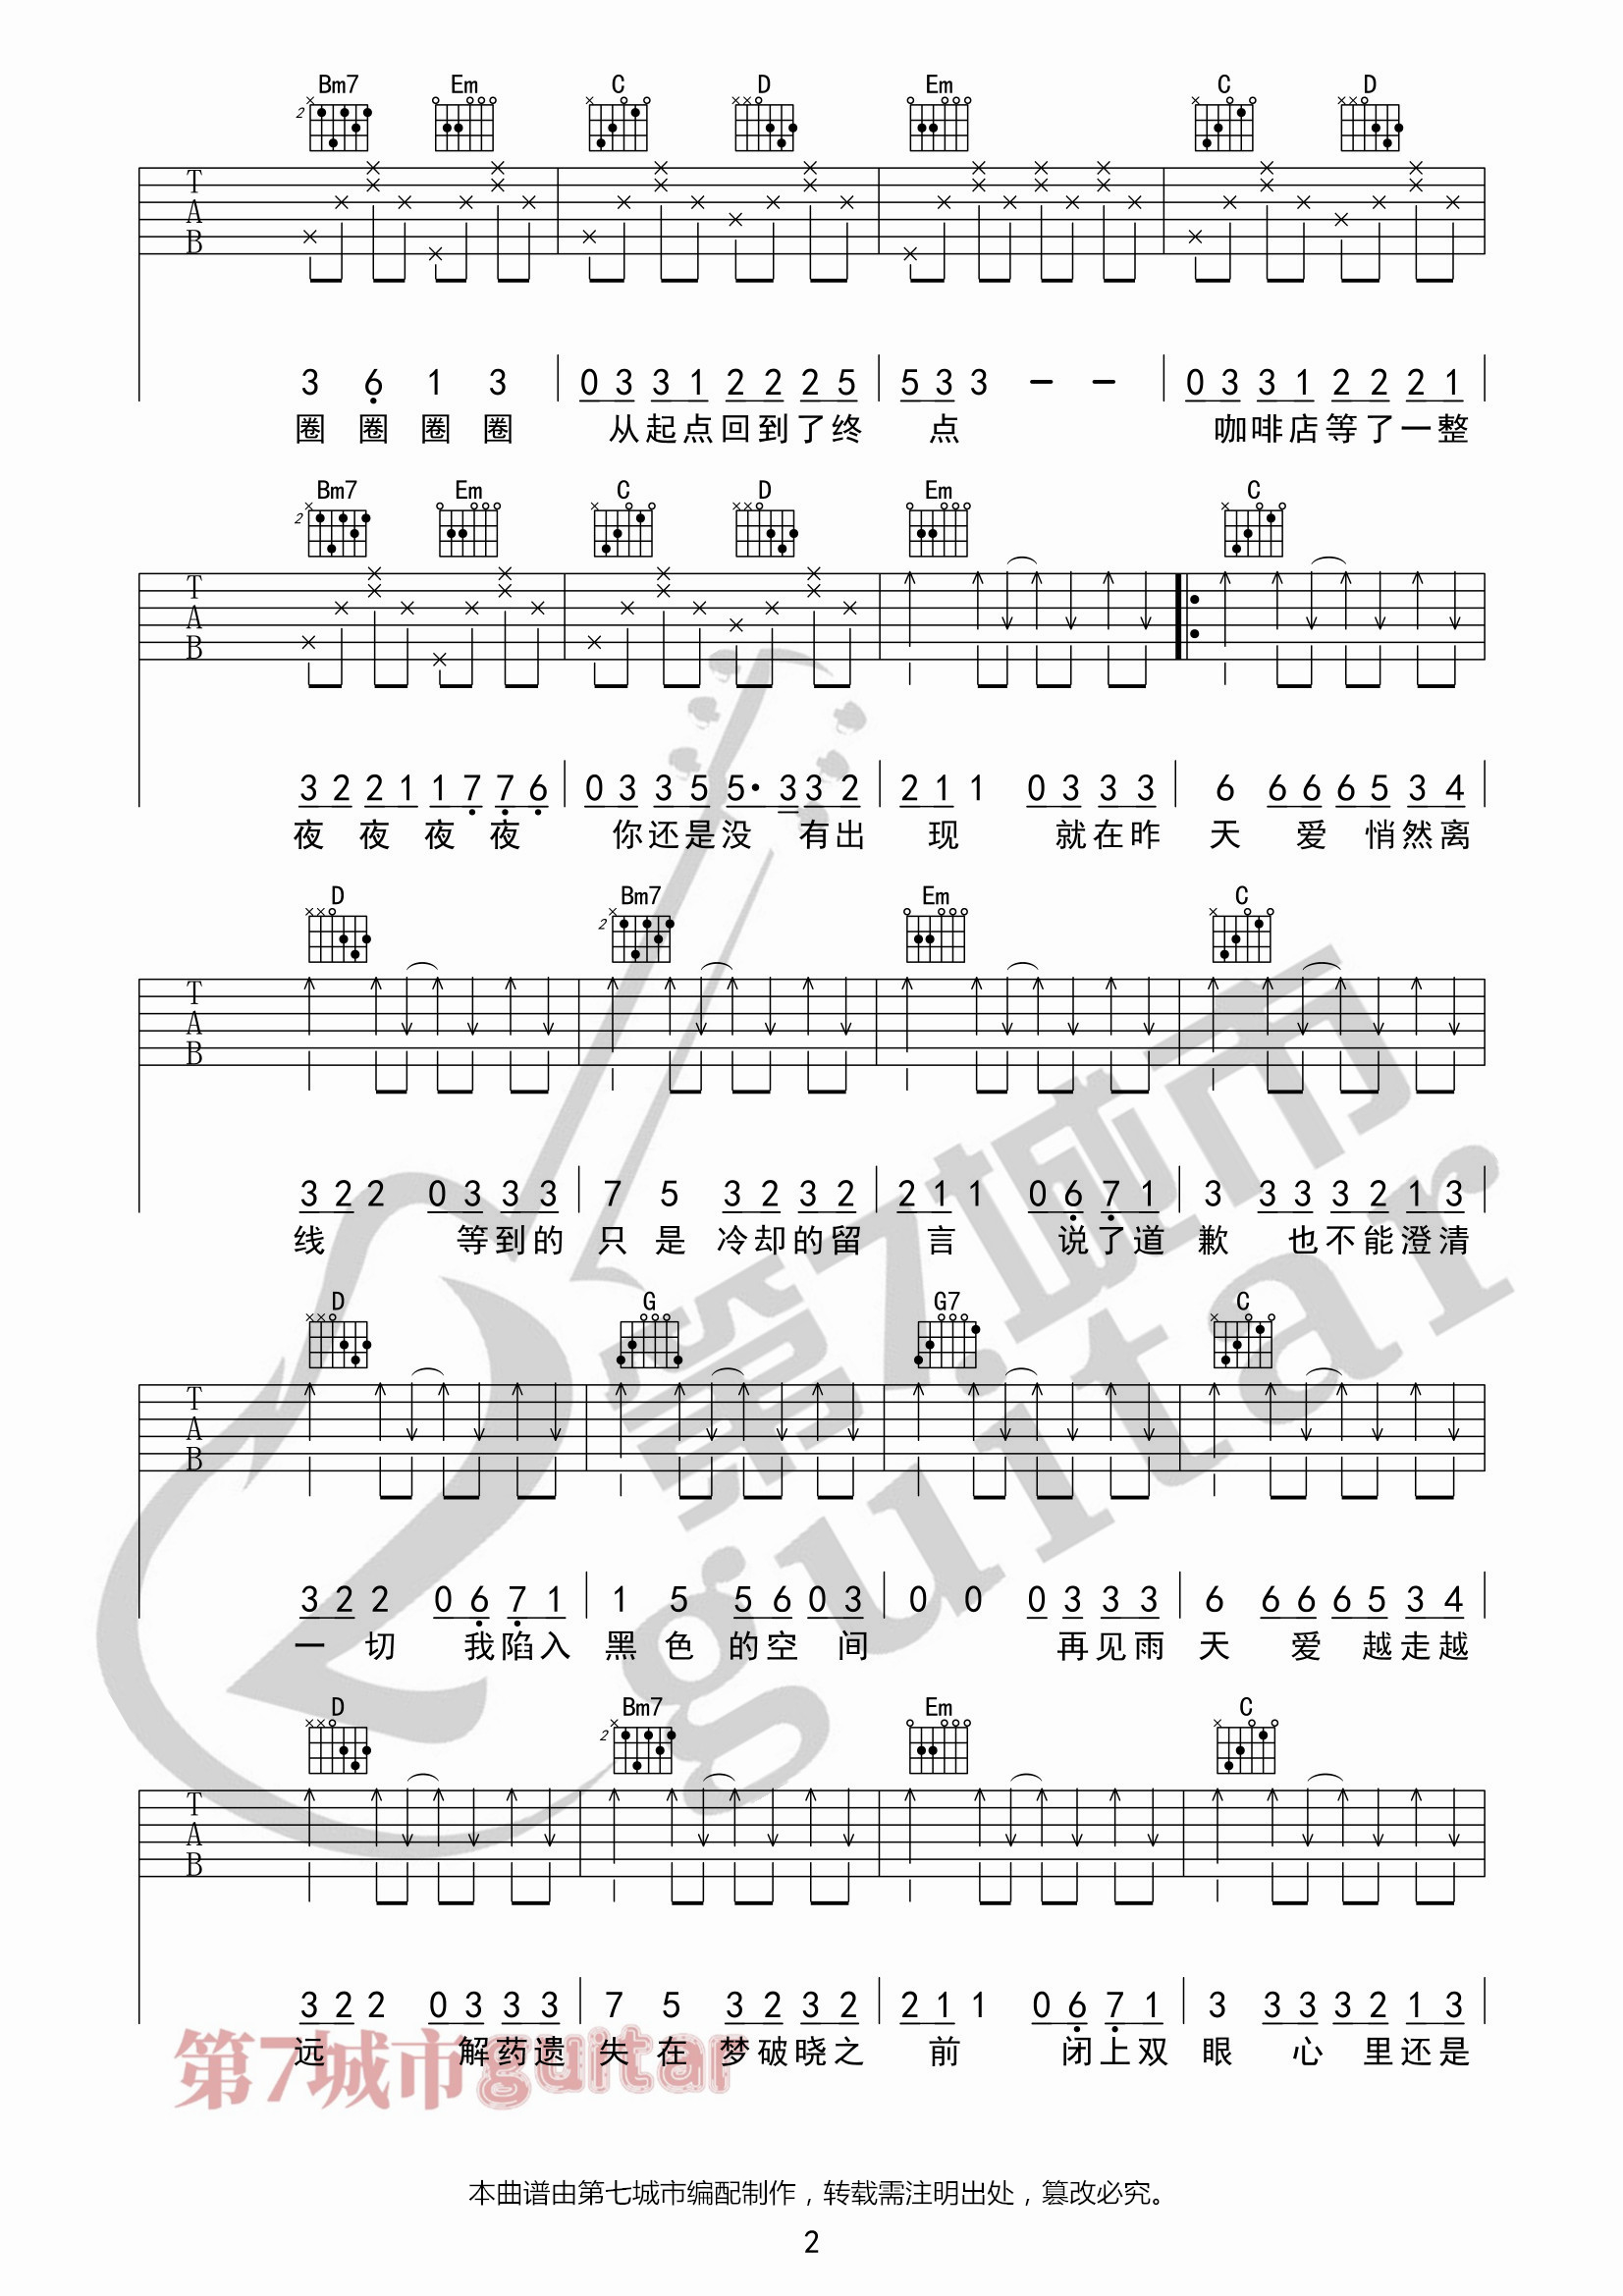 Bm7 Em C D Em C D
T
A
B
3 6 1 3 0 3 3 1 2 2 2 5 5 3 3 – – 0 3 3 1 2 2 2 1
圈 圈 圈 圈 从起点回到了终 点 咖啡店等了一整
Bm7 Em C D Em C
T
A
B
3 2 2 1 1 7 7 6 0 3 3 5 5· 3 3 2 2 1 1 0 3 3 3 6 6 6 6 5 3 4
夜 夜 夜 夜 你还是没 有出 现 就在昨 天 爱 悄然离
D Bm7 Em C
T
A
B
3 2 2 0 3 3 3 7 5 3 2 3 2 2 1 1 0 6 7 1 3 3 3 3 2 1 3
线 等到的 只 是 冷却的留 言 说了道 歉 也不能澄清
D G G7 C
T
A
B
3 2 2 0 6 7 1 1 5 5 6 0 3 0 0 0 3 3 3 6 6 6 6 5 3 4
一 切 我陷入 黑 色 的空 间 再见雨 天 爱 越走越
D Bm7 Em C
T
A
B
3 2 2 0 3 3 3 7 5 3 2 3 2 2 1 1 0 6 7 1 3 3 3 3 2 1 3
远 解药遗 失 在 梦破晓之 前 闭上双 眼 心 里还是
第7城市guitar
第7城市
guitar
本曲谱由第七城市编配制作，转载需注明出处，篡改必究。
2